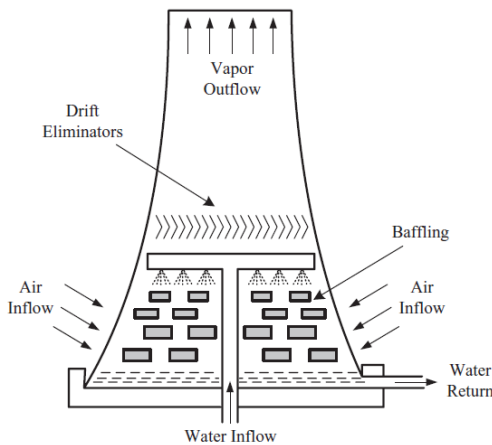 Vapor
Outflow
Drift
Eliminators
Baffling
Air
Inflow
Air
Inflow
Water
Return
Water Inflow